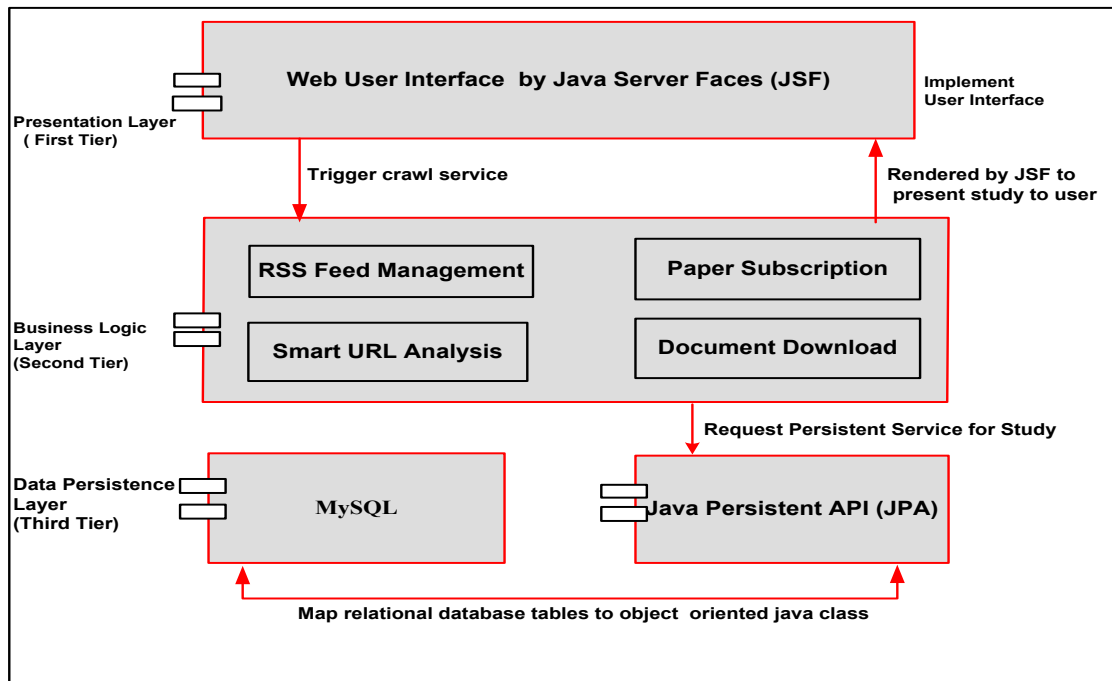 Web User Interface by Java Server Faces (JSF)
Implement
User Interface
Presentation Layer
( First Tier)
Trigger crawl service
Rendered by JSF to
present study to user
RSS Feed Management
Paper Subscription
Business Logic
Layer
(Second Tier)
Smart URL Analysis
Document Download
Request Persistent Service for Study
Data Persistence
Layer
(Third Tier)
MySQL
Java Persistent API (JPA)
Map relational database tables to object oriented java class